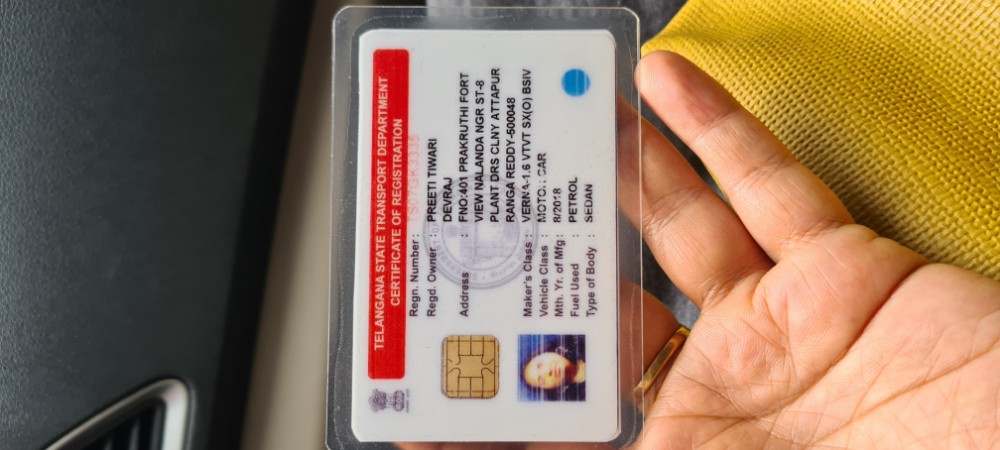 TELANGANA STATE TRANSPORT DEPARTMENT
CERTIFICATE OF REGISTRATION
Regn. Number :
Regd. Owner : PREETI TIWARI
DEVRAJ
Address : FNO:401 PRAKRUTHI FORT
VIEW NALANDA NGR ST-8
PLANT DRS CLNY ATTAPUR
RANGA REDDY-500048
Maker's Class : VERNA-1.6 VTVT SX(O) BSIV
Vehicle Class : CAR
Mth. Yr. of Mfg : 8/2018
Fuel Used : PETROL
Type of Body : SEDAN